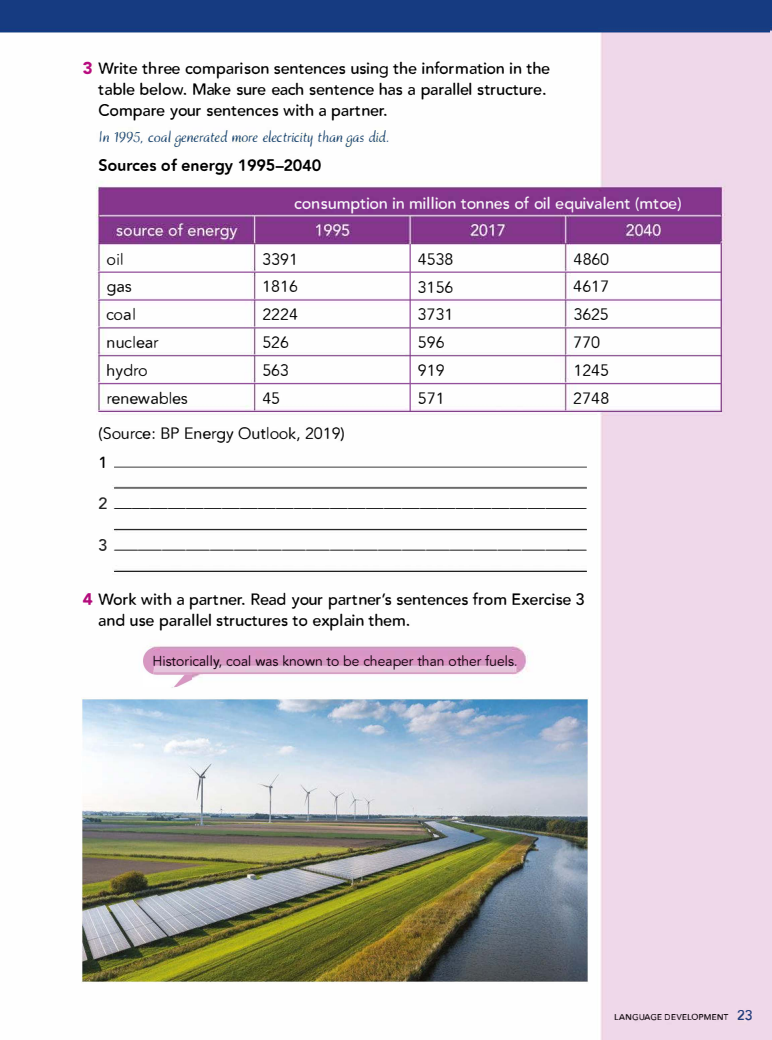 3 Write three comparison sentences using the information in the
table below. Make sure each sentence has a parallel structure.
Compare your sentences with a partner.
In 1995, coal generated more electricity than gas did.
Sources of energy 1995–2040
consumption in million tonnes of oil equivalent (mtoe)
source of energy 1995 2017 2040
oil 3391 4538 4860
gas 1816 3156 4617
coal 2224 3731 3625
nuclear 526 596 770
hydro 563 919 1245
renewables 45 571 2748
(Source: BP Energy Outlook, 2019)
1
2
3
4 Work with a partner. Read your partner's sentences from Exercise 3
and use parallel structures to explain them.
Historically, coal was known to be cheaper than other fuels.
LANGUAGE DEVELOPMENT 23